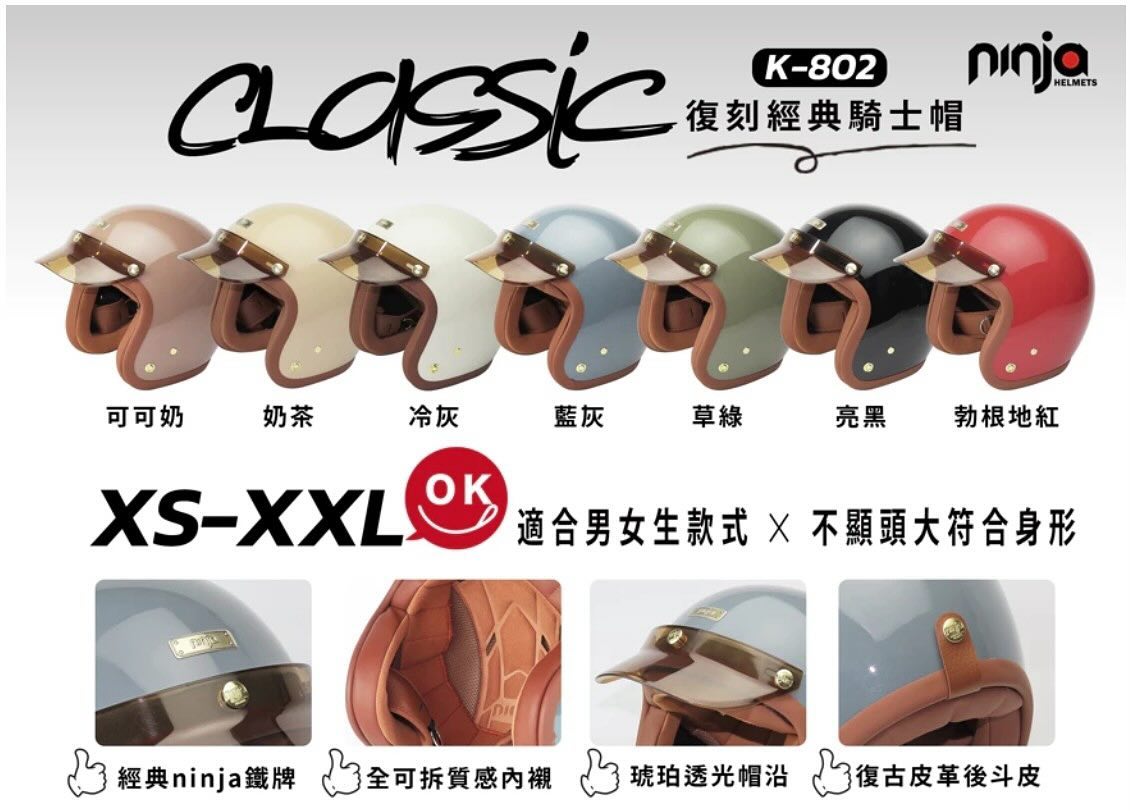 CLASSIC
K-802
ninja
HELMETS
復刻經典騎士帽
可可奶
奶茶
冷灰
藍灰
草綠
亮黑
勃根地紅
XS-XXL
OK
適合男女生款式 × 不顯頭大符合身形
ninja
經典ninja鐵牌
全可拆質感內襯
琥珀透光帽沿
復古皮革後斗皮